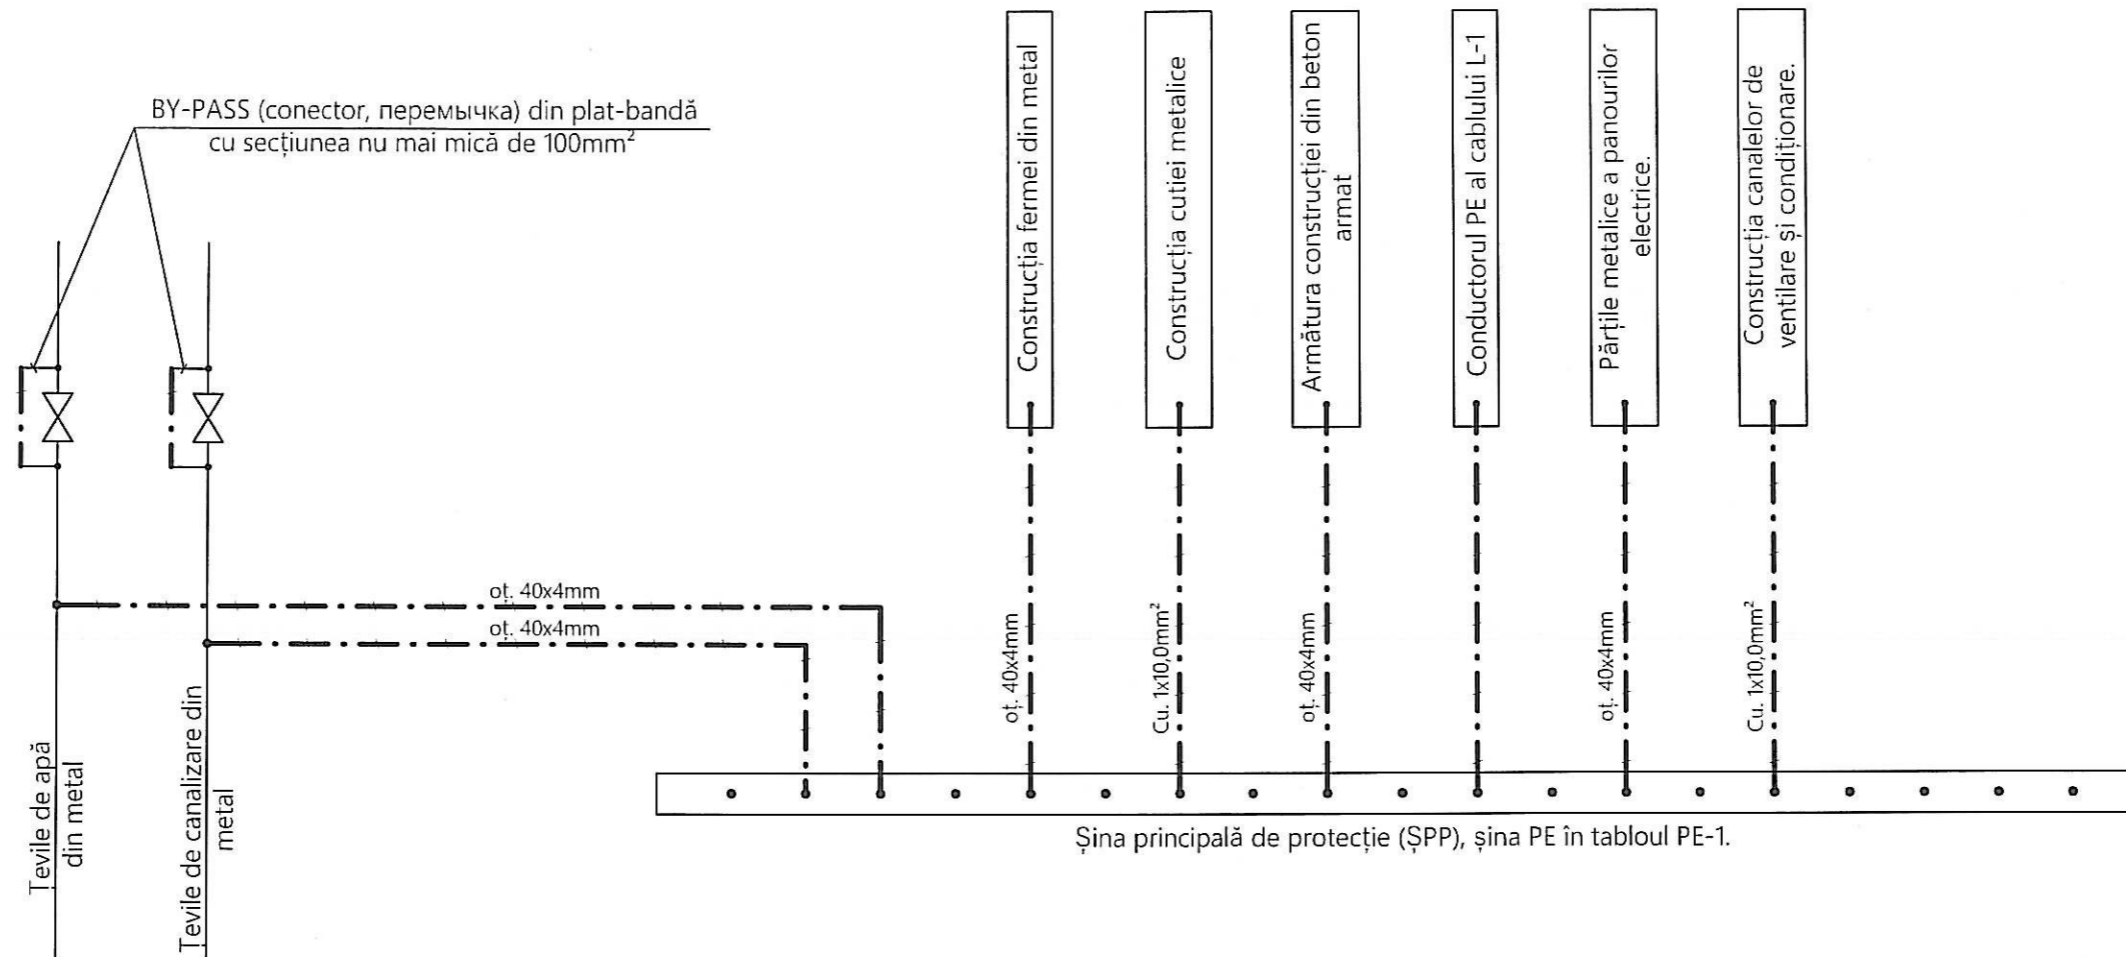 BY-PASS (conector, перемычка) din plat-bandă
cu secțiunea nu mai mică de 100mm²
Construcția fermei din metal
Construcția cutiei metalice
Armătura construcției din beton
armat
Conductorul PE al cablului L-1
Părțile metalice a panourilor
electrice.
Construcția canalelor de
ventilare și condiționare.
oț. 40x4mm
oț. 40x4mm
oț. 40x4mm
Cu. 1x10,0mm²
oț. 40x4mm
oț. 40x4mm
Cu. 1x10,0mm²
Țevile de apă
din metal
Țevile de canalizare din
metal
Șina principală de protecție (ȘPP), șina PE în tabloul PE-1.